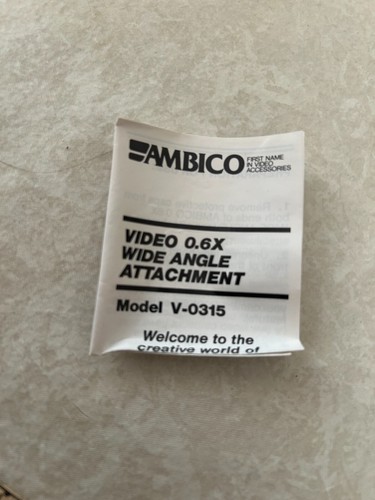 AMBICO
FIRST NAME
IN VIDEO
ACCESSORIES
VIDEO 0.6X
WIDE ANGLE
ATTACHMENT
Model V-0315
Welcome to the
creative world of